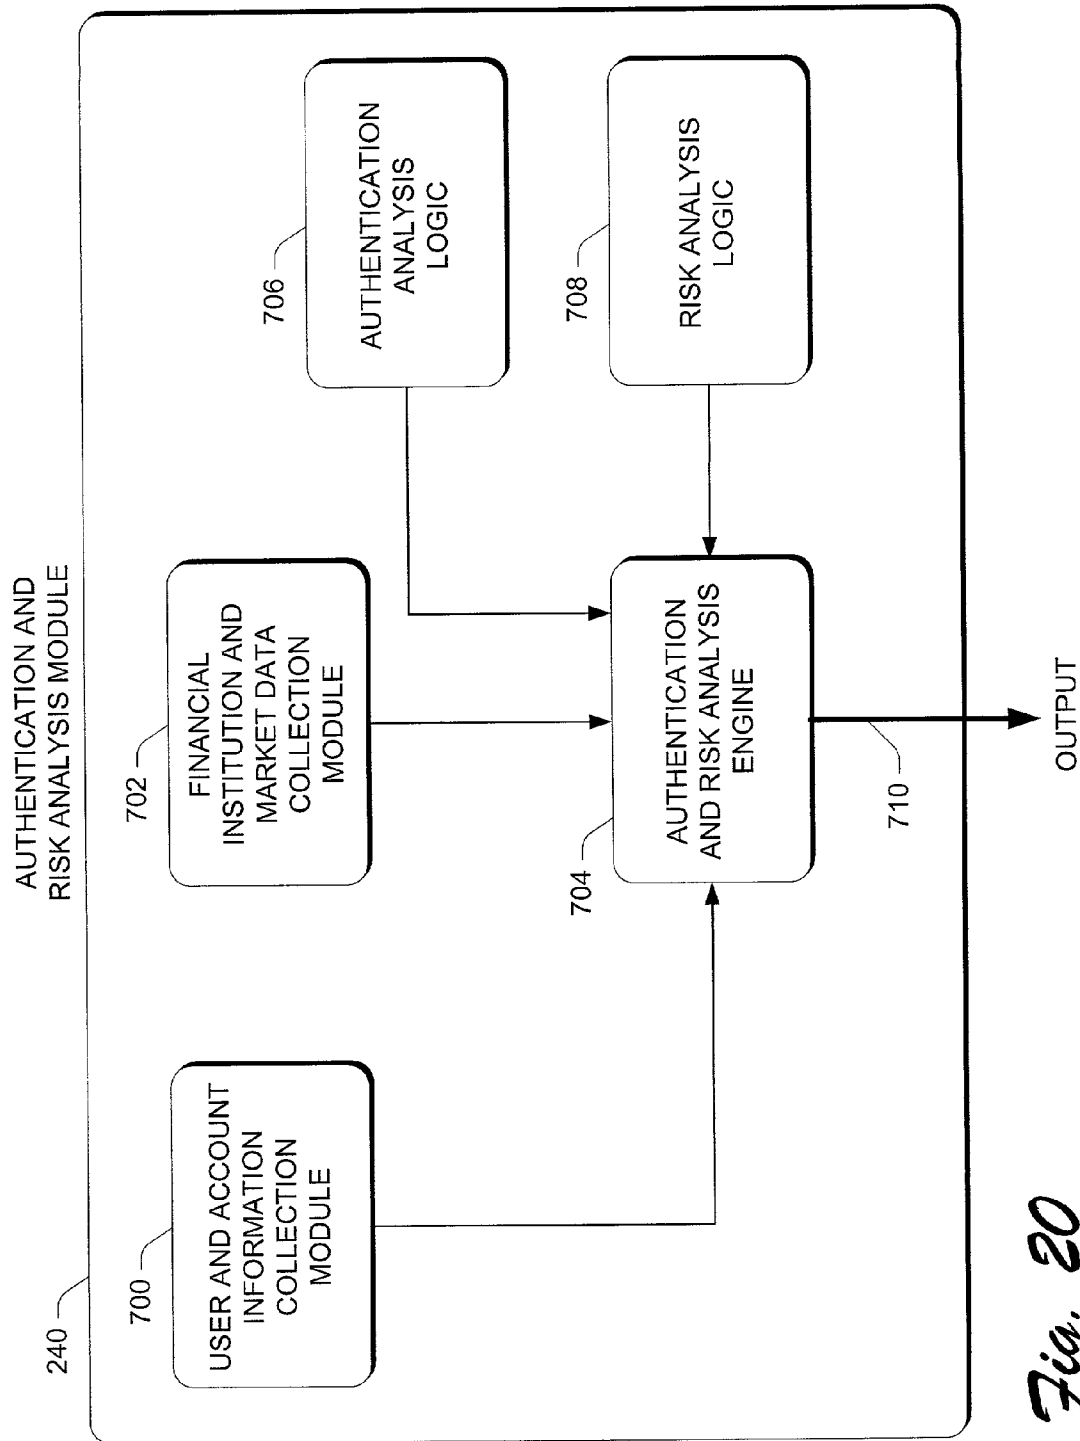 AUTHENTICATION AND
RISK ANALYSIS MODULE
240
700
USER AND ACCOUNT
INFORMATION
COLLECTION
MODULE
702
FINANCIAL
INSTITUTION AND
MARKET DATA
COLLECTION
MODULE
706
AUTHENTICATION
ANALYSIS
LOGIC
704
AUTHENTICATION
AND RISK ANALYSIS
ENGINE
708
RISK ANALYSIS
LOGIC
710
OUTPUT
Fig. 20